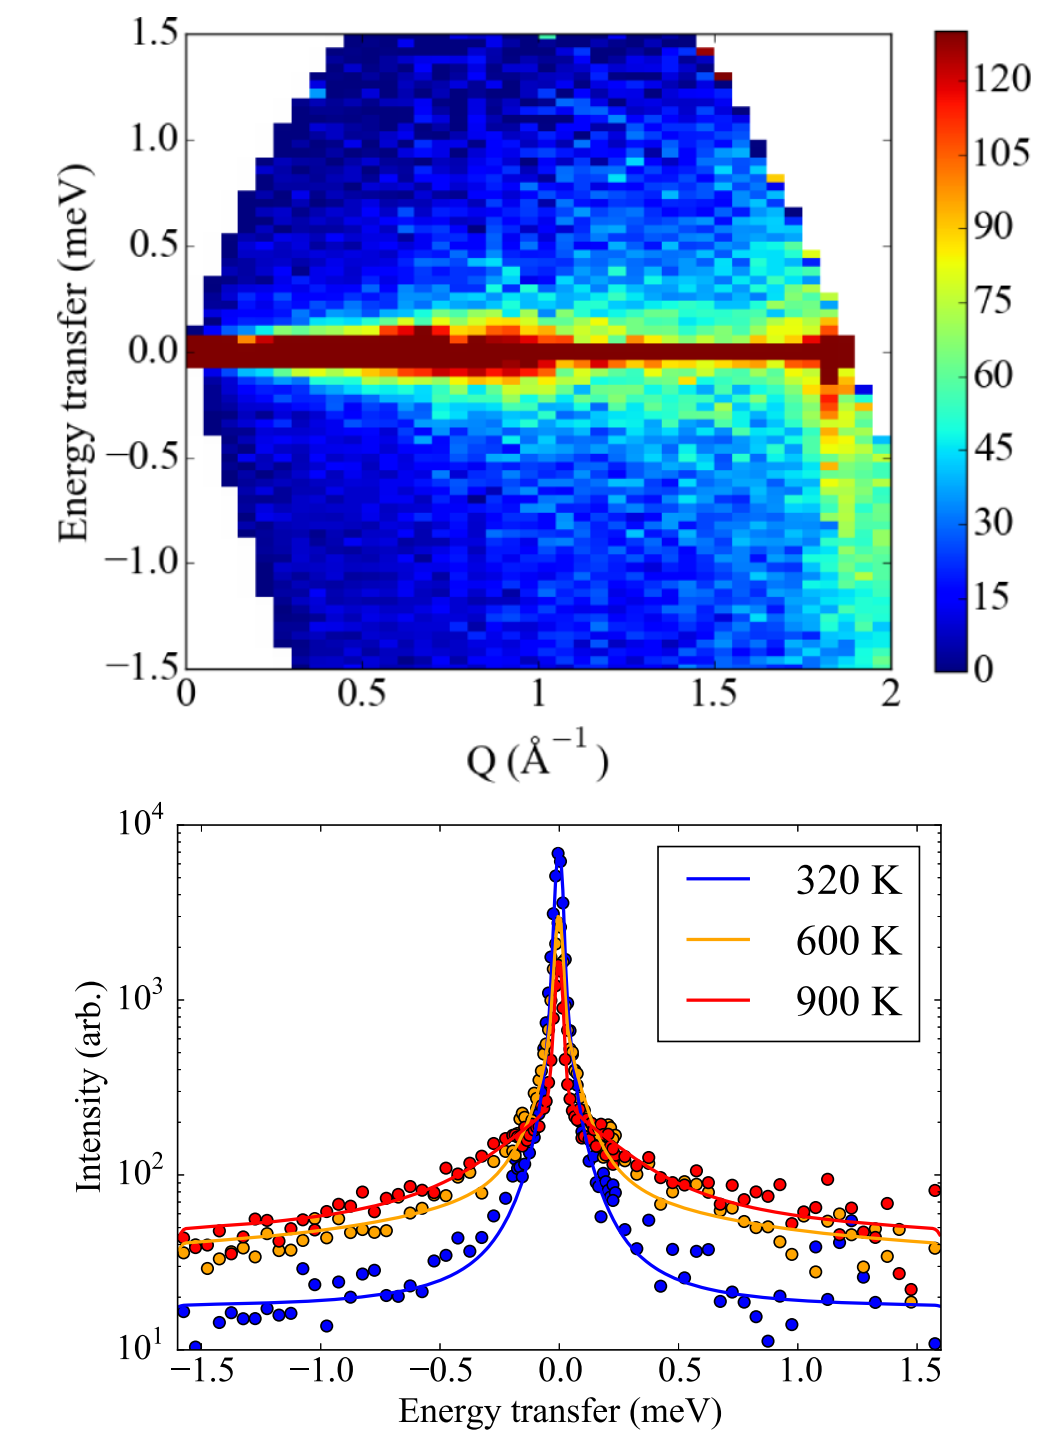 1.5
1.0
0.5
0.0
−0.5
−1.0
−1.5
Energy transfer (meV)
0 0.5 1 1.5 2
Q (Å⁻¹)
120
105
90
75
60
45
30
15
0
10⁴
10³
10²
10¹
Intensity (arb.)
320 K
600 K
900 K
−1.5 −1.0 −0.5 0.0 0.5 1.0 1.5
Energy transfer (meV)